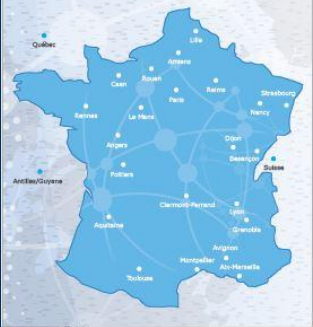 Lille
Québec
Amiens
Rouen
Caen
Reims
Strasbourg
Paris
Nancy
Le Mans
Rennes
Angers
Dijon
Besançon
Suisse
Poitiers
Antilles/Guyane
Clermont-Ferrand
Lyon
Aquitaine
Grenoble
Avignon
Montpellier
Aix-Marseille
Toulouse